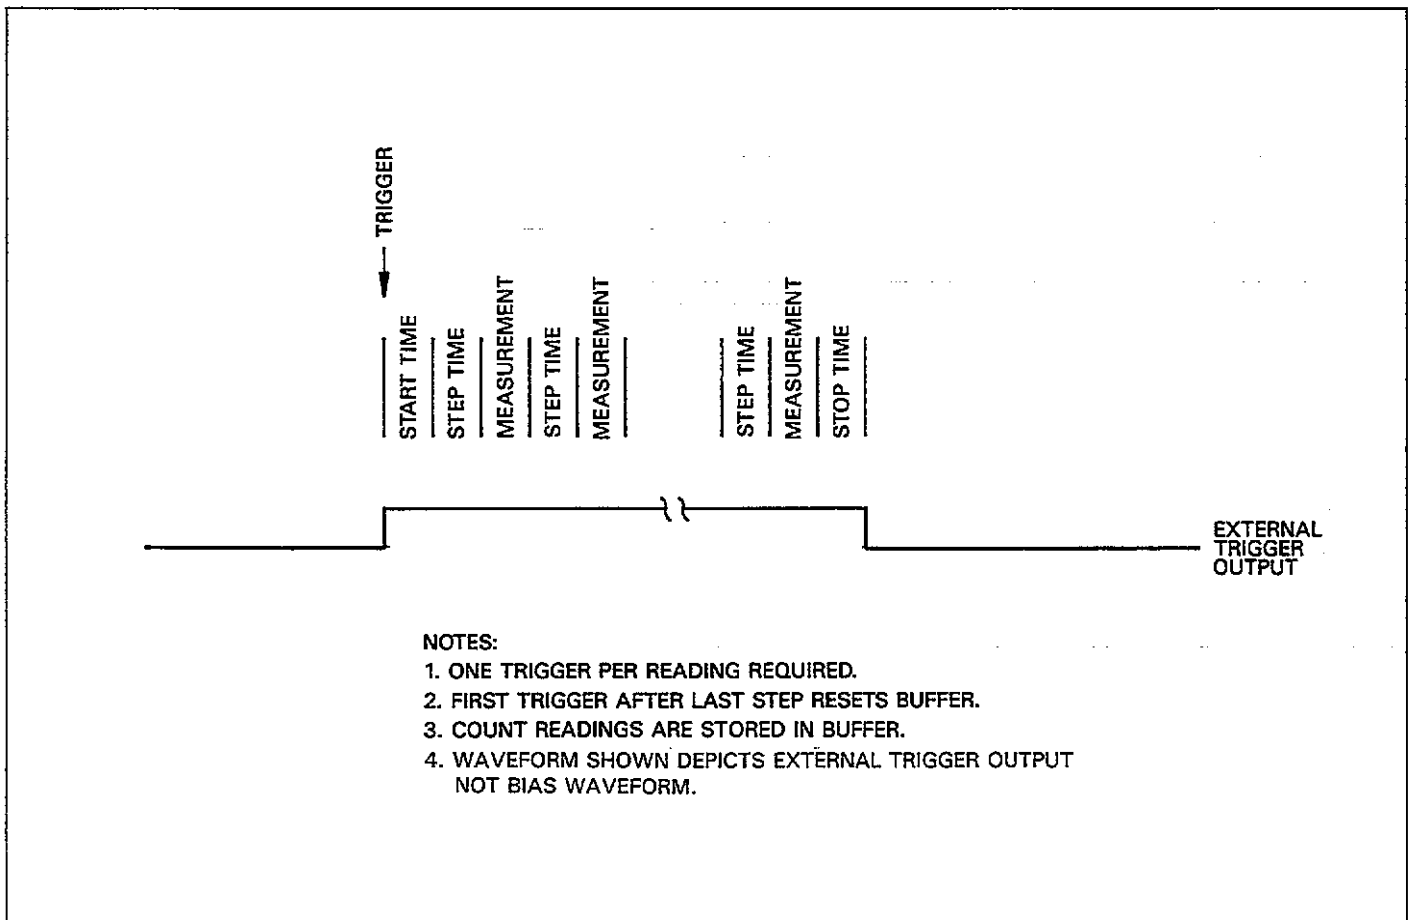 TRIGGER
START TIME
STEP TIME
MEASUREMENT
STEP TIME
MEASUREMENT
STEP TIME
MEASUREMENT
STOP TIME
EXTERNAL
TRIGGER
OUTPUT
NOTES:
1. ONE TRIGGER PER READING REQUIRED.
2. FIRST TRIGGER AFTER LAST STEP RESETS BUFFER.
3. COUNT READINGS ARE STORED IN BUFFER.
4. WAVEFORM SHOWN DEPICTS EXTERNAL TRIGGER OUTPUT
NOT BIAS WAVEFORM.